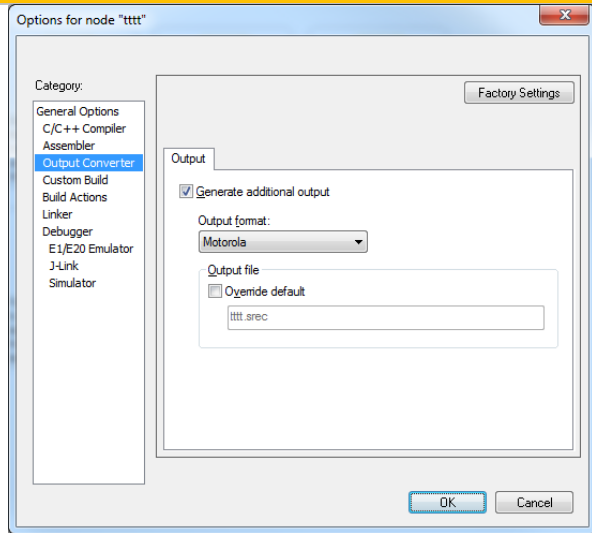 Options for node "tttt"
x
Category:
Factory Settings
General Options
C/C++ Compiler
Assembler
Output Converter
Custom Build
Build Actions
Linker
Debugger
E1/E20 Emulator
J-Link
Simulator
Output
Generate additional output
Output format:
Motorola
Output file
Override default
tttt.srec
OK
Cancel